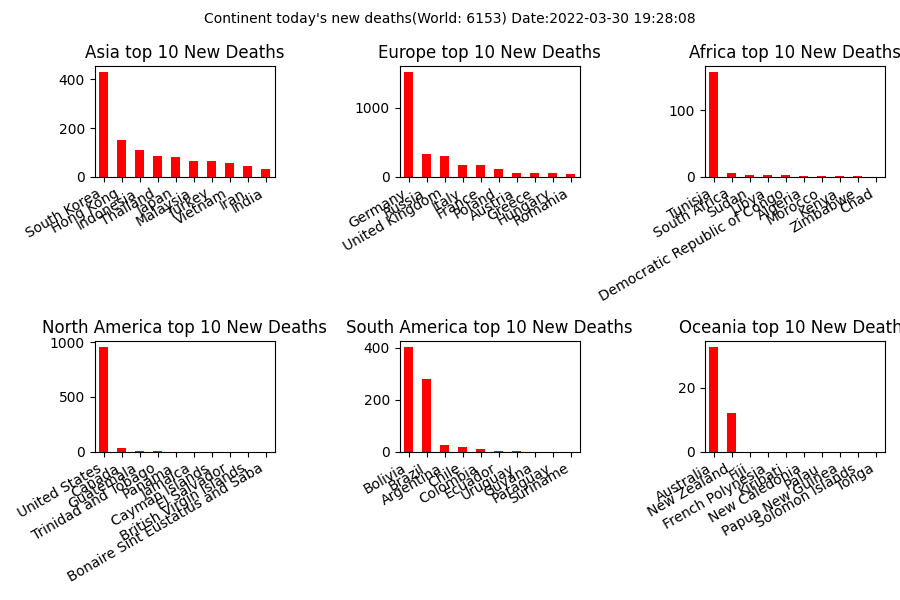 Continent today's new deaths(World: 6153) Date:2022-03-30 19:28:08
Asia top 10 New Deaths
400
200
0
South Korea
Hong Kong
Indonesia
Thailand
Japan
Malaysia
Turkey
Vietnam
Iran
India
Europe top 10 New Deaths
1000
0
Germany
Russia
United Kingdom
Italy
France
Poland
Austria
Greece
Hungary
Romania
Africa top 10 New Deaths
100
0
Tunisia
South Africa
Sudan
Libya
Democratic Republic of Congo
Algeria
Morocco
Kenya
Zimbabwe
Chad
North America top 10 New Deaths
1000
500
0
United States
Canada
Guatemala
Trinidad and Tobago
Panama
Jamaica
Cayman Islands
El Salvador
British Virgin Islands
Bonaire Sint Eustatius and Saba
South America top 10 New Deaths
400
200
0
Bolivia
Brazil
Argentina
Chile
Colombia
Ecuador
Uruguay
Guyana
Paraguay
Suriname
Oceania top 10 New Death
20
0
Australia
New Zealand
Fiji
French Polynesia
Kiribati
New Caledonia
Palau
Papua New Guinea
Solomon Islands
Tonga